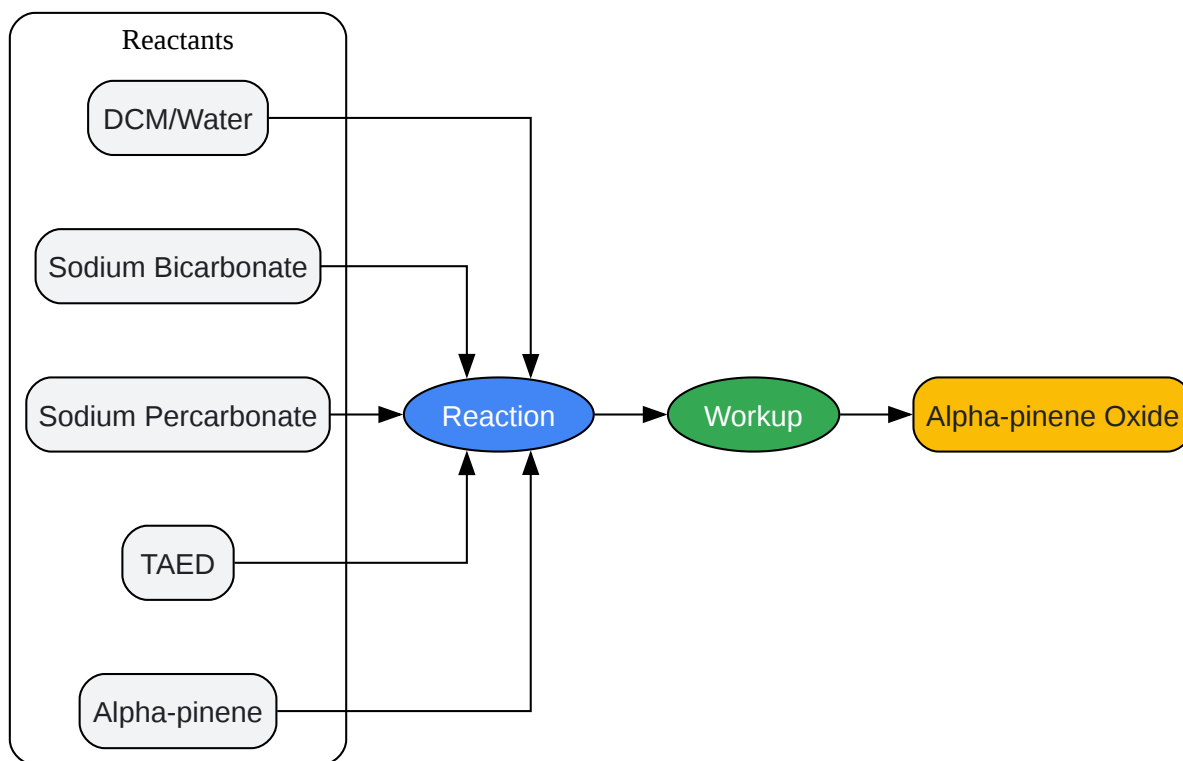 Reactants
DCM/Water
Sodium Bicarbonate
Sodium Percarbonate
Reaction
Workup
Alpha-pinene Oxide
TAED
Alpha-pinene